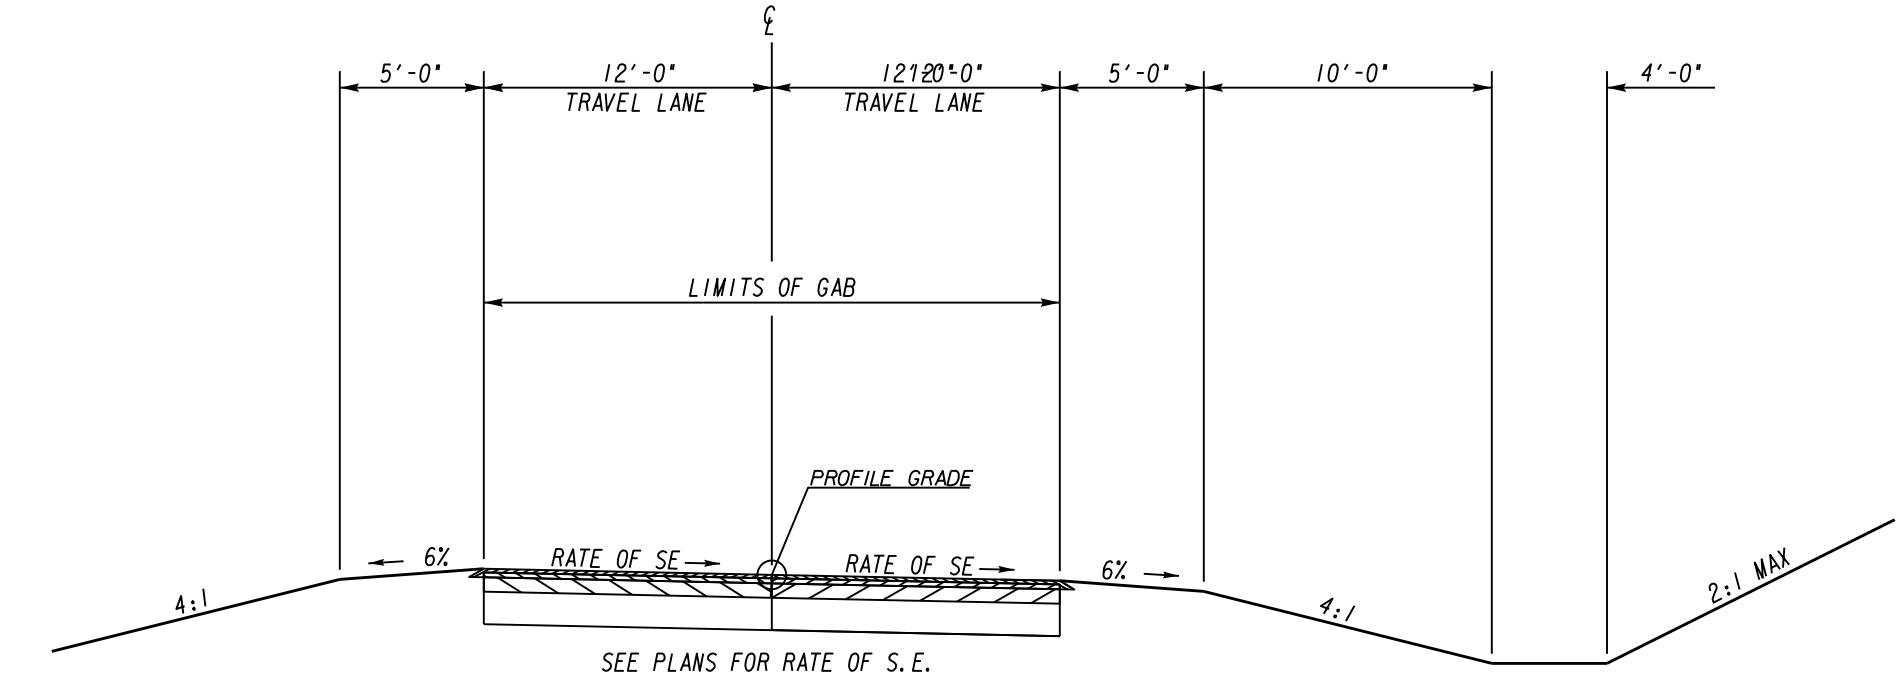 ℄
5'-0" 12'-0" 5'-0" 10'-0" 4'-0"
TRAVEL LANE TRAVEL LANE
LIMITS OF GAB
PROFILE GRADE
6% RATE OF SE RATE OF SE 6%
4:1 4:1 2:1 MAX
SEE PLANS FOR RATE OF S.E.